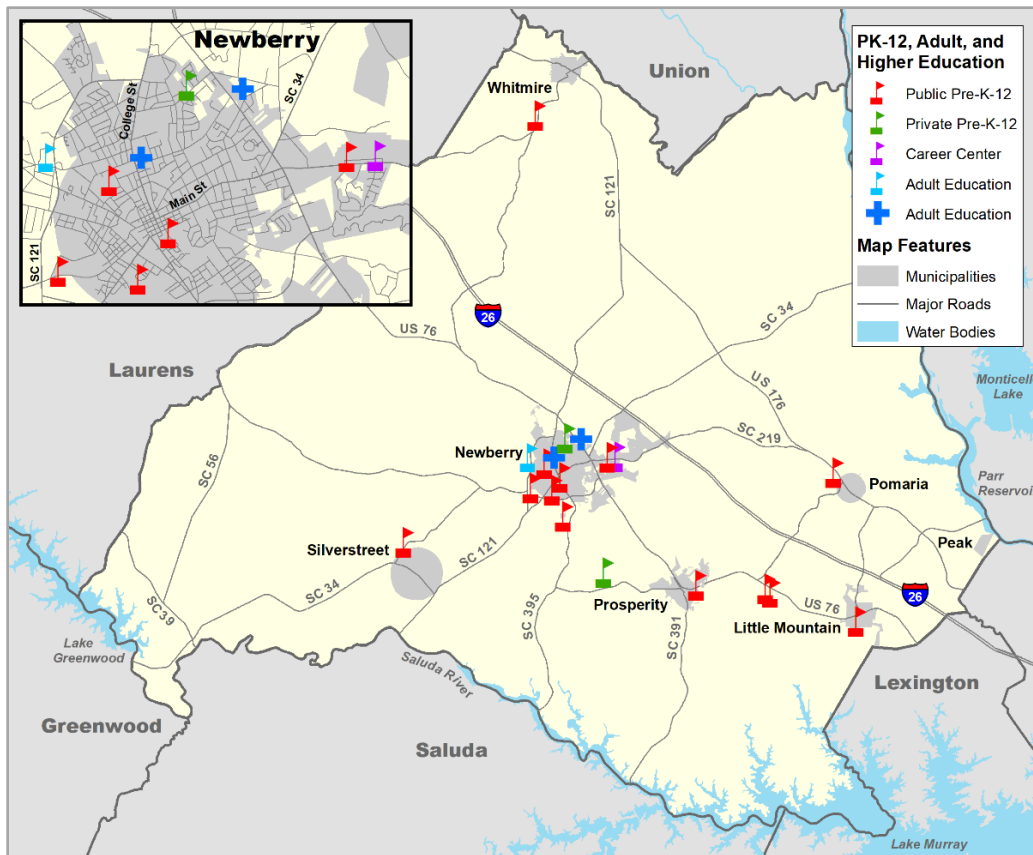 Newberry
College St
SC 34
Main St
SC 121
PK-12, Adult, and
Higher Education
Public Pre-K-12
Private Pre-K-12
Career Center
Adult Education
Adult Education
Map Features
Municipalities
Major Roads
Water Bodies
Union
Whitmire
SC 121
26
US 76
SC 34
Laurens
Monticell
Lake
US 176
SC 219
Newberry
SC 56
Pomaria
Parr
Reservoi
Peak
Silverstreet
SC 121
SC 34
26
Prosperity
US 76
SC 395
SC 391
Little Mountain
SC 39
Lake
Greenwood
Saluda River
Lexington
Greenwood
Saluda
Lake Murray